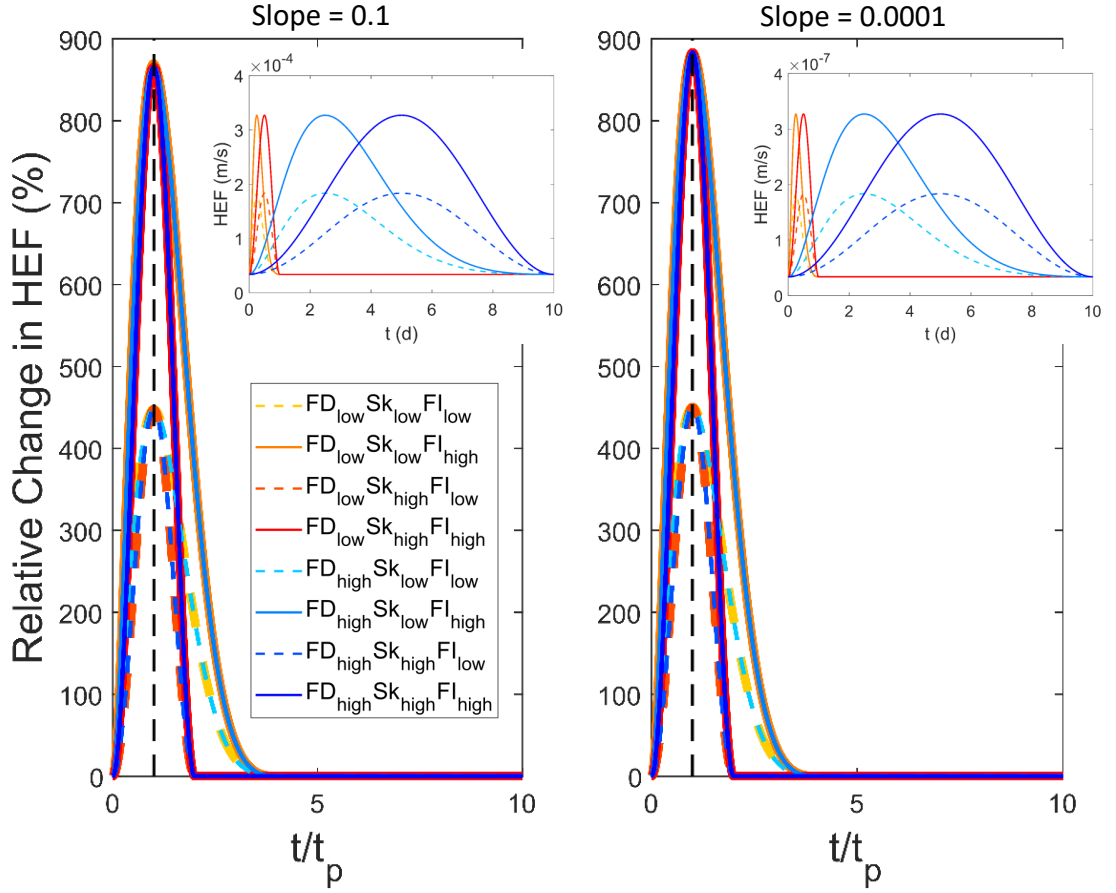 Slope = 0.1
Slope = 0.0001
Relative Change in HEF (%)
900
800
700
600
500
400
300
200
100
0
0
5
10
t/t_p
×10^-4
4
3
2
1
0
HEF (m/s)
0
2
4
6
8
10
t (d)
FD_low Sk_low FI_low
FD_low Sk_low FI_high
FD_low Sk_high FI_low
FD_low Sk_high FI_high
FD_high Sk_low FI_low
FD_high Sk_low FI_high
FD_high Sk_high FI_low
FD_high Sk_high FI_high
900
800
700
600
500
400
300
200
100
0
0
5
10
t/t_p
×10^-7
4
3
2
1
0
HEF (m/s)
0
2
4
6
8
10
t (d)